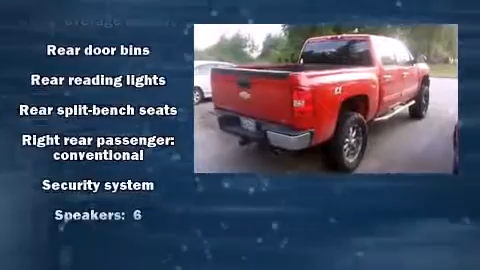 Rear door bins
Rear reading lights
Rear split-bench seats
Right rear passenger:
conventional
Security system
Speakers: 6